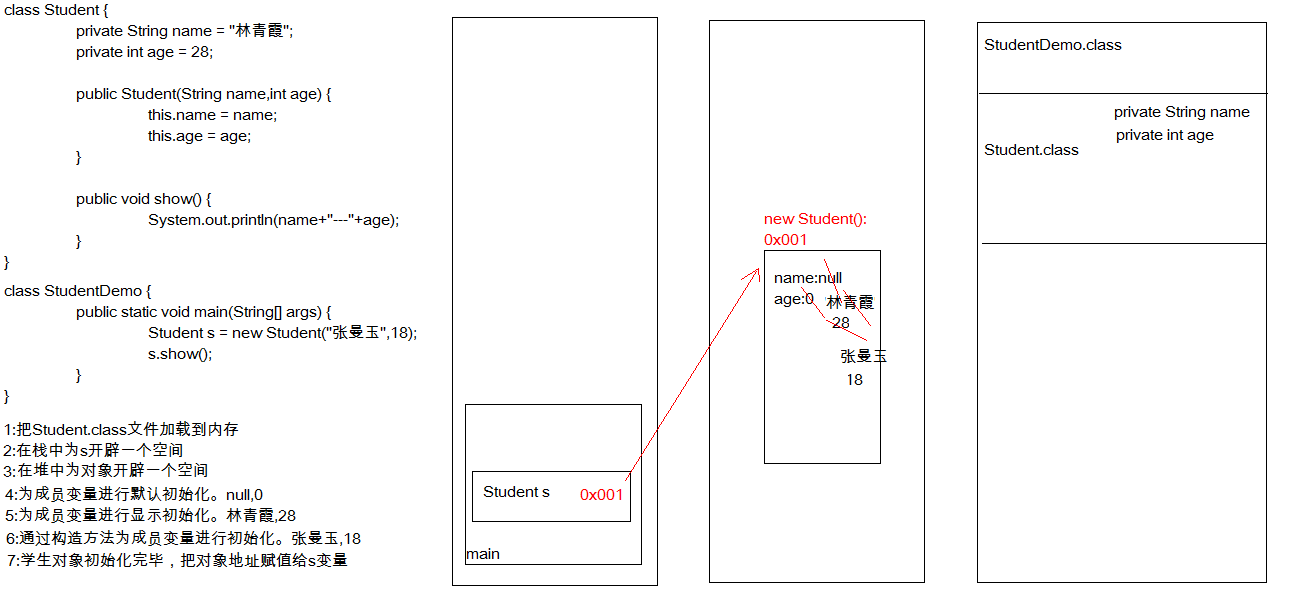 class Student {
private String name = "林青霞";
private int age = 28;
public Student(String name,int age) {
this.name = name;
this.age = age;
}
public void show() {
System.out.println(name+"---"+age);
}
}
class StudentDemo {
public static void main(String[] args) {
Student s = new Student("张曼玉",18);
s.show();
}
}
1:把Student.class文件加载到内存
2:在栈中为s开辟一个空间
3:在堆中为对象开辟一个空间
4:为成员变量进行默认初始化。null,0
5:为成员变量进行显示初始化。林青霞,28
6:通过构造方法为成员变量进行初始化。张曼玉,18
7:学生对象初始化完毕，把对象地址赋值给s变量
Student s 0x001
main
new Student():
0x001
name:null
age:0 林青霞
28
张曼玉
18
StudentDemo.class
private String name
private int age
Student.class